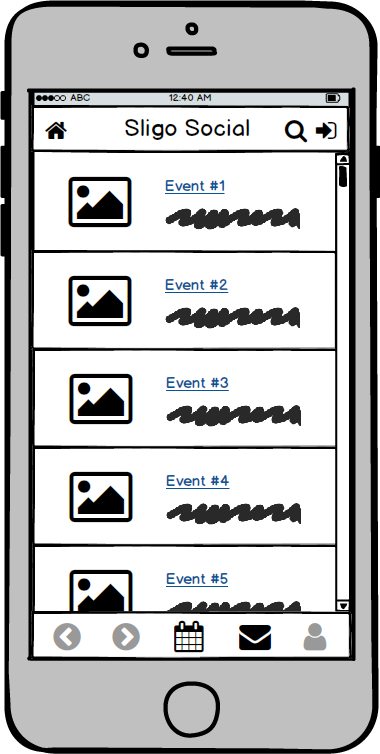 ABC 12:40 AM
Sligo Social
Event #1
Event #2
Event #3
Event #4
Event #5